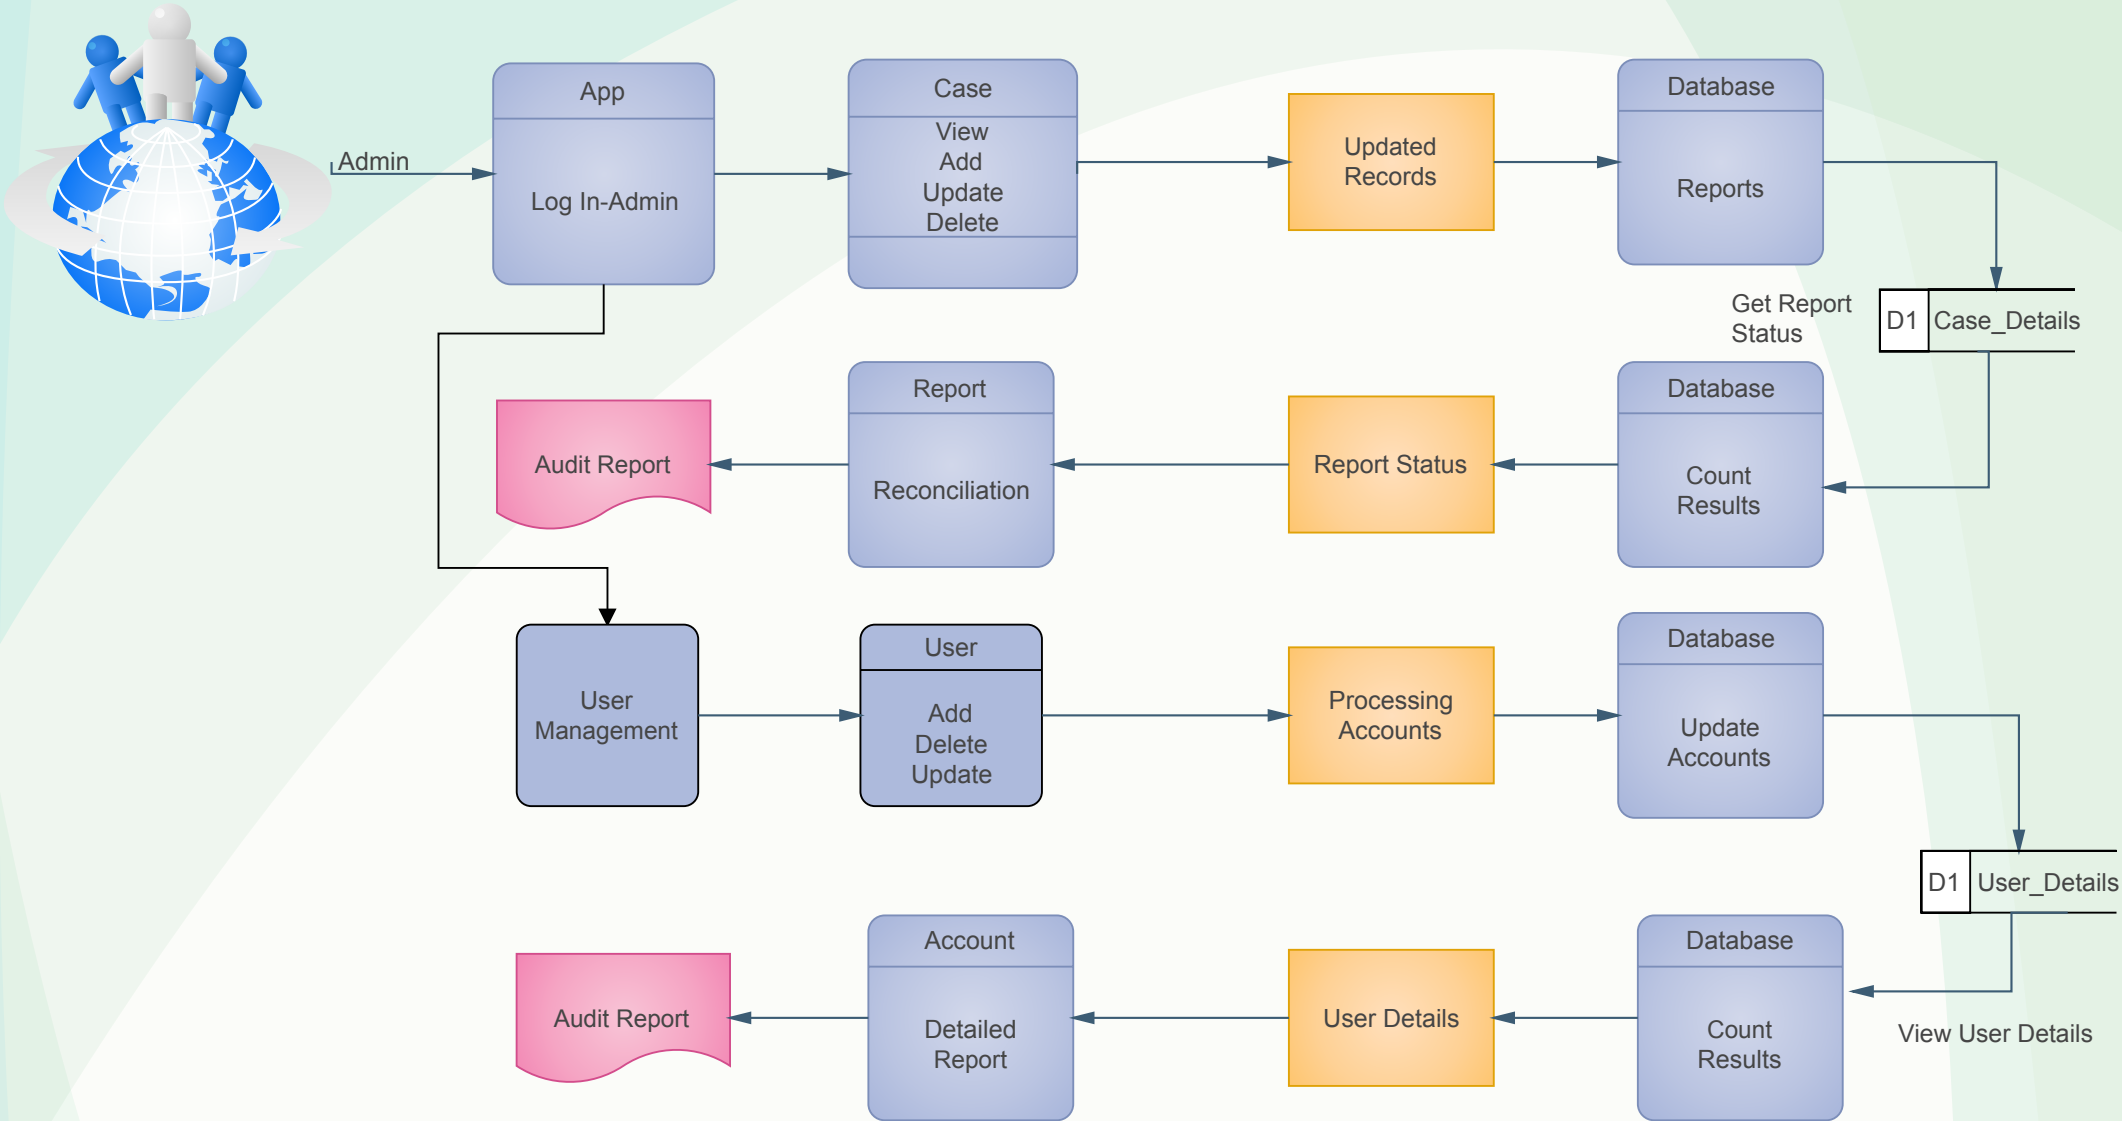 Admin
App
Log In-Admin
Case
View
Add
Update
Delete
Updated
Records
Database
Reports
Get Report
Status
D1
Case_Details
Audit Report
Report
Reconciliation
Report Status
Database
Count
Results
User
Management
User
Add
Delete
Update
Processing
Accounts
Database
Update
Accounts
D1
User_Details
Audit Report
Account
Detailed
Report
User Details
Database
Count
Results
View User Details